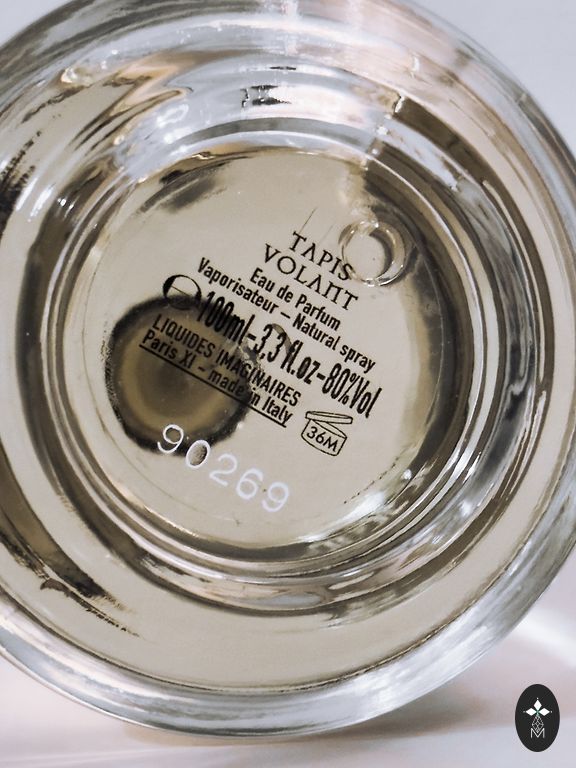 TAPIS
VOLANT
Eau de Parfum
Vaporisateur – Natural spray
℮100ml-3,3 fl.oz-80%Vol
LIQUIDES IMAGINAIRES
Paris XI – made in Italy
36M
90269
M